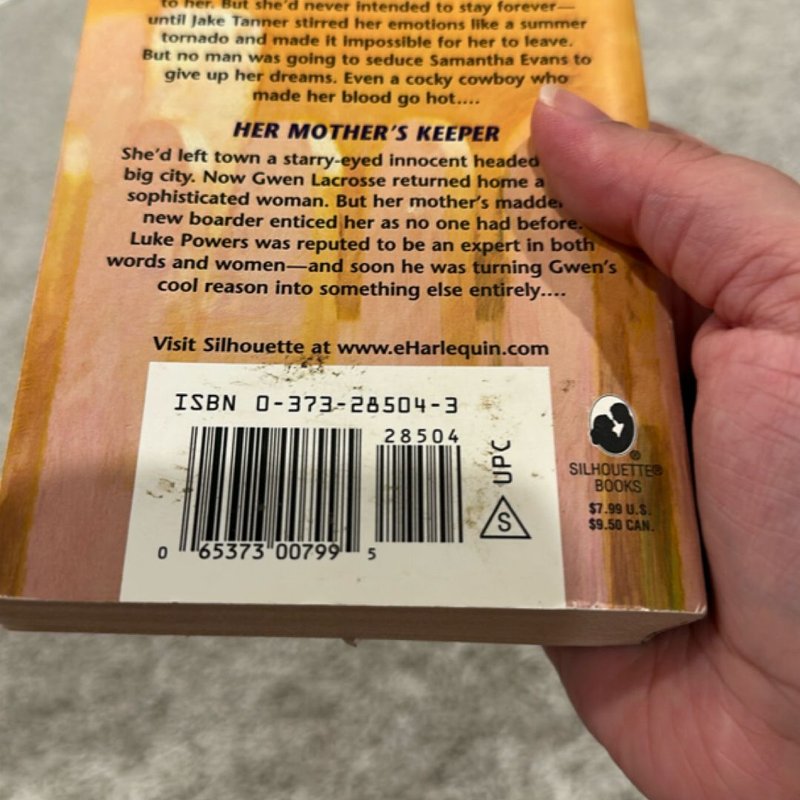 to her. But she'd never intended to stay forever—
until Jake Tanner stirred her emotions like a summer
tornado and made it impossible for her to leave.
But no man was going to seduce Samantha Evans to
give up her dreams. Even a cocky cowboy who
made her blood go hot....
HER MOTHER'S KEEPER
She'd left town a starry-eyed innocent headed
big city. Now Gwen Lacrosse returned home a
sophisticated woman. But her mother's
new boarder enticed her as no one had before.
Luke Powers was reputed to be an expert in both
words and women—and soon he was turning Gwen's
cool reason into something else entirely....
Visit Silhouette at www.eHarlequin.com
ISBN 0-373-28504-3
28504
0 65373 00799 5
UPC
S
SILHOUETTE®
BOOKS
$7.99 U.S.
$9.50 CAN.